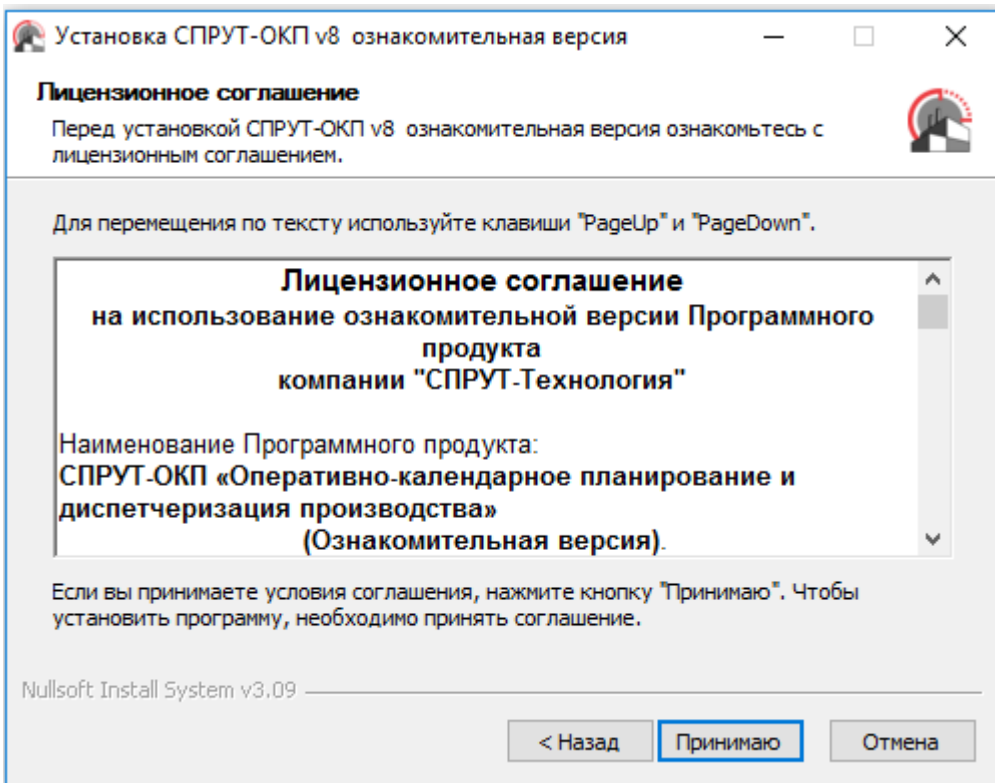 Установка СПРУТ-ОКП v8 ознакомительная версия
Лицензионное соглашение
Перед установкой СПРУТ-ОКП v8 ознакомительная версия ознакомьтесь с
лицензионным соглашением.
Для перемещения по тексту используйте клавиши "PageUp" и "PageDown".
Лицензионное соглашение
на использование ознакомительной версии Программного
продукта
компании "СПРУТ-Технология"
Наименование Программного продукта:
СПРУТ-ОКП «Оперативно-календарное планирование и
диспетчеризация производства»
(Ознакомительная версия).
Если вы принимаете условия соглашения, нажмите кнопку "Принимаю". Чтобы
установить программу, необходимо принять соглашение.
Nullsoft Install System v3.09
< Назад Принимаю Отмена